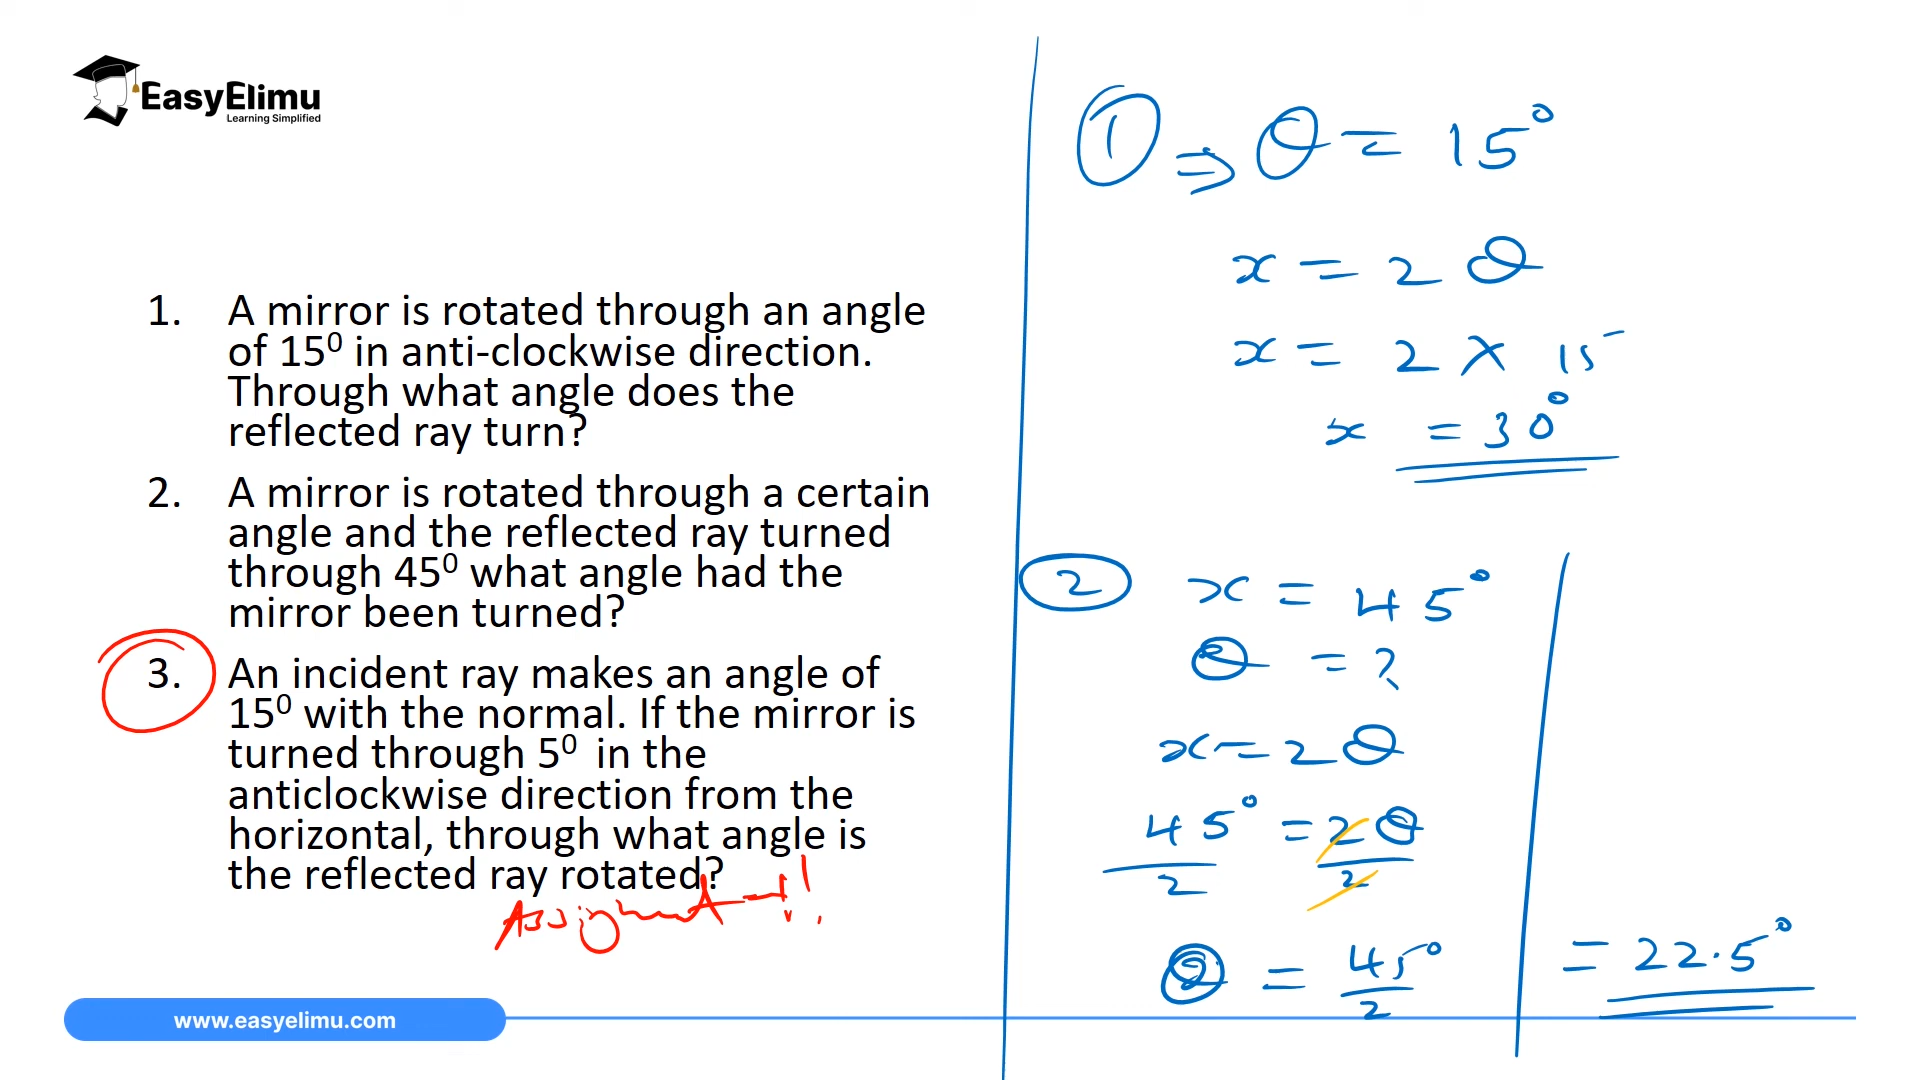 EasyElimu
Learning Simplified
1. A mirror is rotated through an angle
of 15⁰ in anti-clockwise direction.
Through what angle does the
reflected ray turn?
2. A mirror is rotated through a certain
angle and the reflected ray turned
through 45⁰ what angle had the
mirror been turned?
3. An incident ray makes an angle of
15⁰ with the normal. If the mirror is
turned through 5⁰ in the
anticlockwise direction from the
horizontal, through what angle is
the reflected ray rotated?
Assignment!!
www.easyelimu.com
1 ⇒ θ = 15°
x = 2θ
x = 2 × 15
x = 30°
2 x = 45°
θ = ?
x = 2θ
45°/2 = 2θ/2
θ = 45°/2
= 22.5°